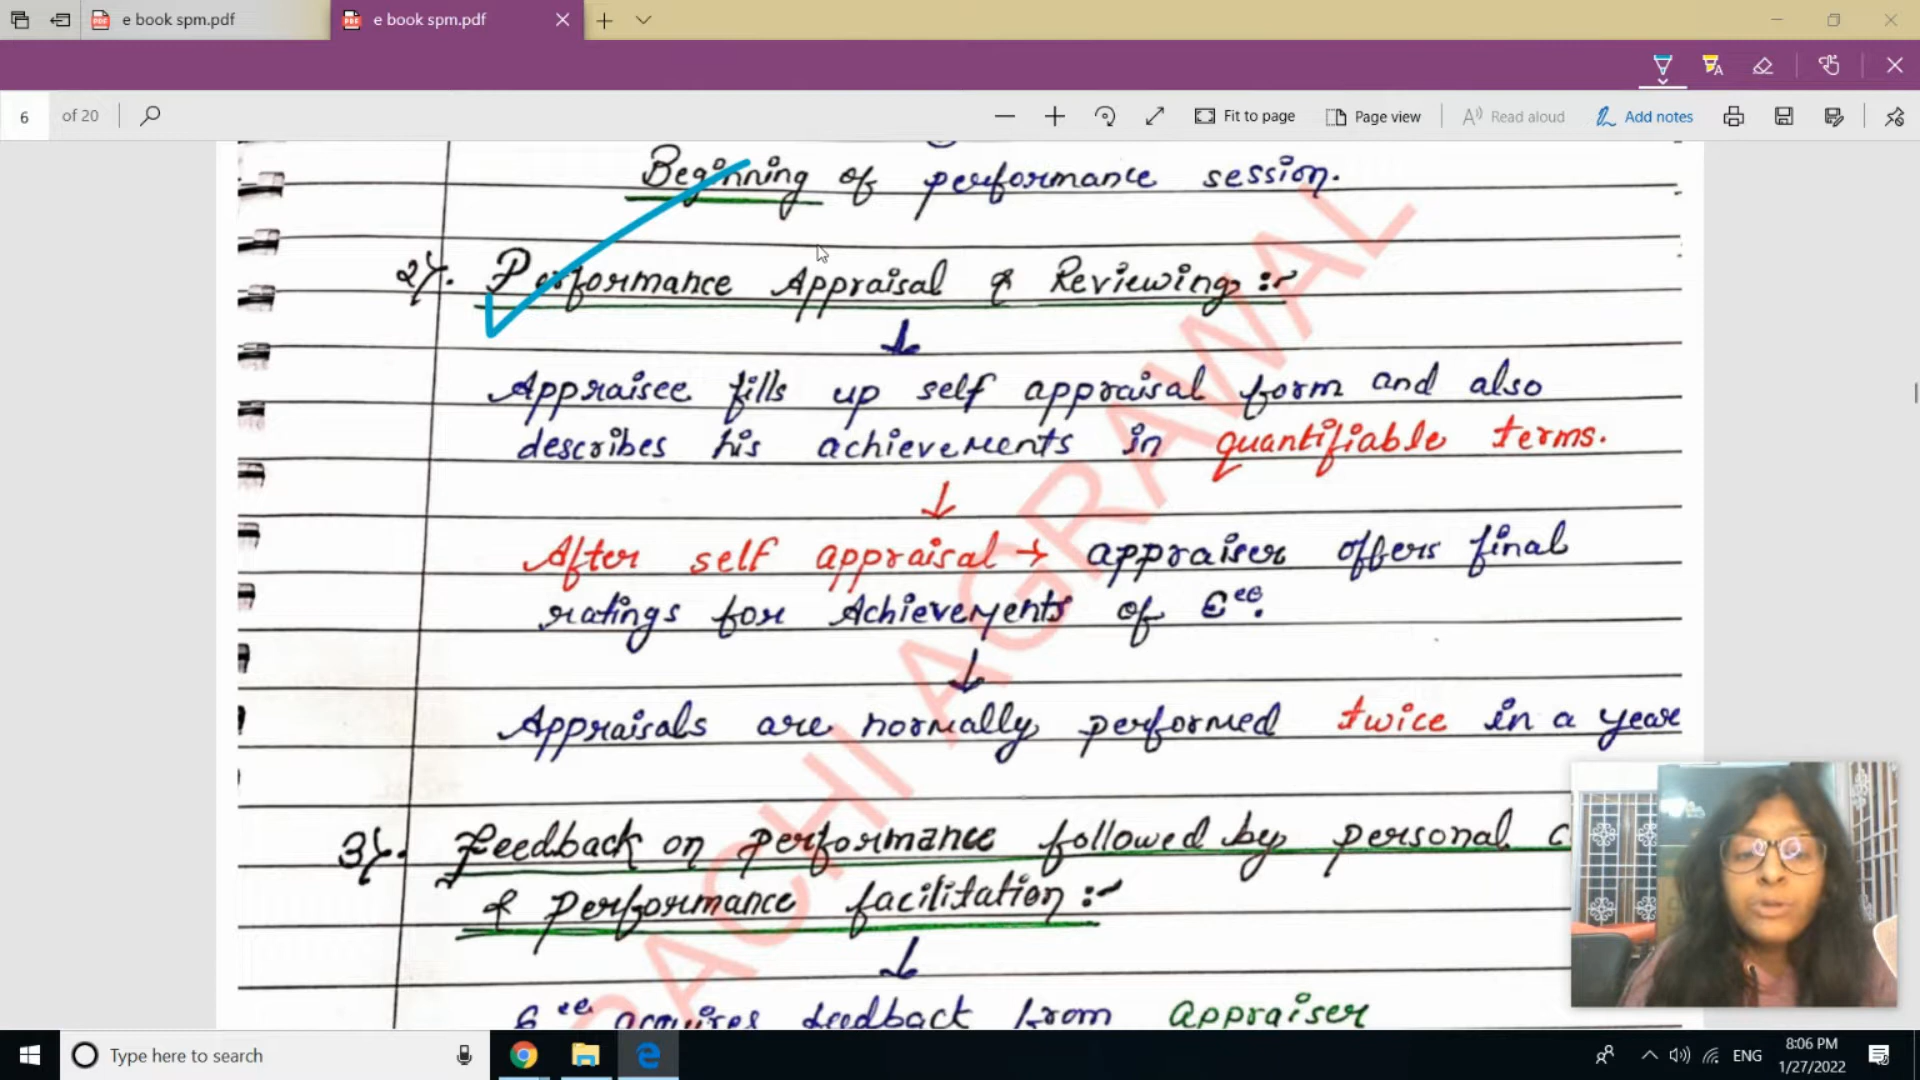 e book spm.pdf
e book spm.pdf
6 of 20
Fit to page
Page view
Read aloud
Add notes
Beginning of performance session.
2). Performance Appraisal & Reviewing :-
Appraisee fills up self appraisal form and also
describes his achievements in quantifiable terms.
After self appraisal → appraiser offers final
ratings for Achievements of Eee.
Appraisals are normally performed twice in a year
3). Feedback on performance followed by personal c
& performance facilitation :-
Eee acquires feedback from Appraiser
PRACHI AGRAWAL
Type here to search
ENG
8:06 PM
1/27/2022